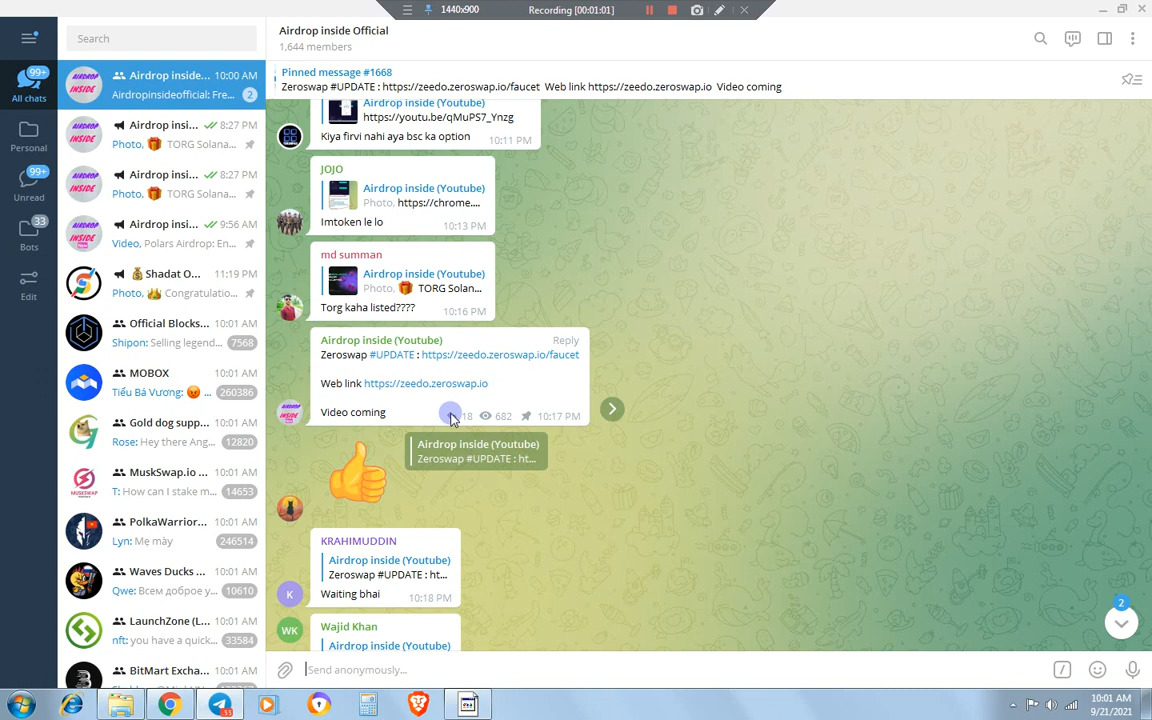 1440x900
Recording [00:01:01]
99+
All chats
Personal
99+
Unread
33
Bots
Edit
Search
Airdrop inside... 10:00 AM
Airdropinsideofficial: Fre... 2
Airdrop insi... 8:27 PM
Photo, 🎁 TORG Solana...
Airdrop insi... 8:27 PM
Photo, 🎁 TORG Solana...
Airdrop insi... 9:56 AM
Video, Polars Airdrop: En...
💰 Shadat O... 11:19 PM
Photo, 👑 Congratulatio...
Official Blocks... 10:01 AM
Shipon: Selling legend... 7568
MOBOX 10:01 AM
Tiểu Bá Vương: 😡 ... 260386
Gold dog supp... 10:01 AM
Rose: Hey there Ang... 12820
MuskSwap.io ... 10:01 AM
T: How can I stake m... 14653
PolkaWarrior... 10:01 AM
Lyn: Mẹ mày 246514
Waves Ducks ... 10:01 AM
Qwe: Всем доброе у... 10610
LaunchZone (L... 10:01 AM
nft: you have a quick... 33584
BitMart Excha... 10:01 AM
Airdrop inside Official
1,644 members
Pinned message #1668
Zeroswap #UPDATE : https://zeedo.zeroswap.io/faucet Web link https://zeedo.zeroswap.io Video coming
Airdrop inside (Youtube)
https://youtu.be/qMuPS7_Ynzg
Kiya firvi nahi aya bsc ka option 10:11 PM
JOJO
Airdrop inside (Youtube)
Photo, https://chrome....
Imtoken le lo 10:13 PM
md summan
Airdrop inside (Youtube)
Photo, 🎁 TORG Solan...
Torg kaha listed???? 10:16 PM
Airdrop inside (Youtube) Reply
Zeroswap #UPDATE : https://zeedo.zeroswap.io/faucet
Web link https://zeedo.zeroswap.io
Video coming 18 682 10:17 PM
Airdrop inside (Youtube)
Zeroswap #UPDATE : ht...
KRAHIMUDDIN
Airdrop inside (Youtube)
Zeroswap #UPDATE : ht...
K
Waiting bhai 10:18 PM
WK
Wajid Khan
Airdrop inside (Youtube)
2
Send anonymously...
35
10:01 AM
9/21/2021